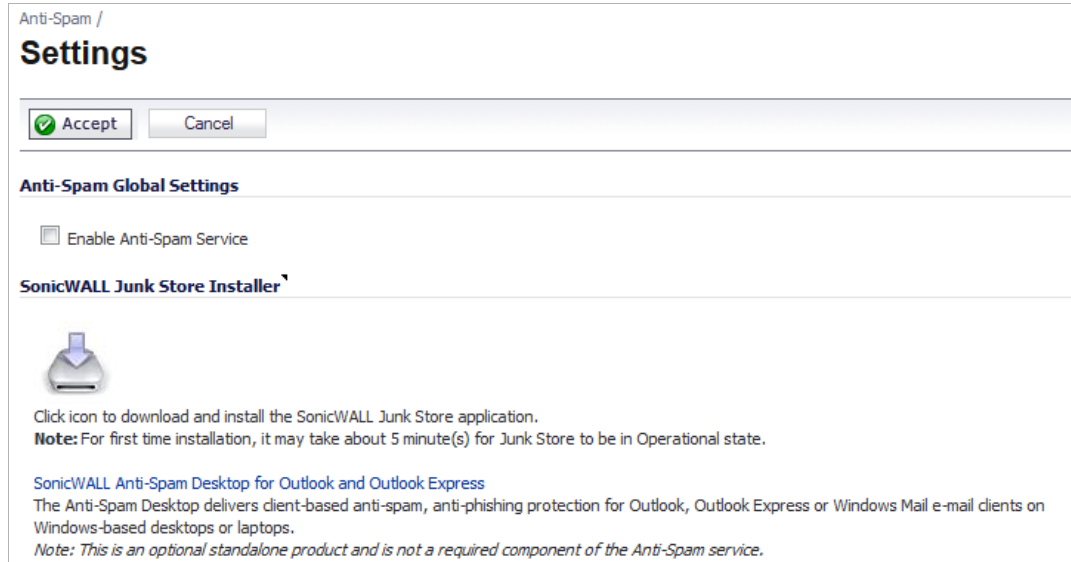 Anti-Spam /
Settings
Accept
Cancel
Anti-Spam Global Settings
Enable Anti-Spam Service
SonicWALL Junk Store Installer
Click icon to download and install the SonicWALL Junk Store application.
Note: For first time installation, it may take about 5 minute(s) for Junk Store to be in Operational state.
SonicWALL Anti-Spam Desktop for Outlook and Outlook Express
The Anti-Spam Desktop delivers client-based anti-spam, anti-phishing protection for Outlook, Outlook Express or Windows Mail e-mail clients on
Windows-based desktops or laptops.
Note: This is an optional standalone product and is not a required component of the Anti-Spam service.